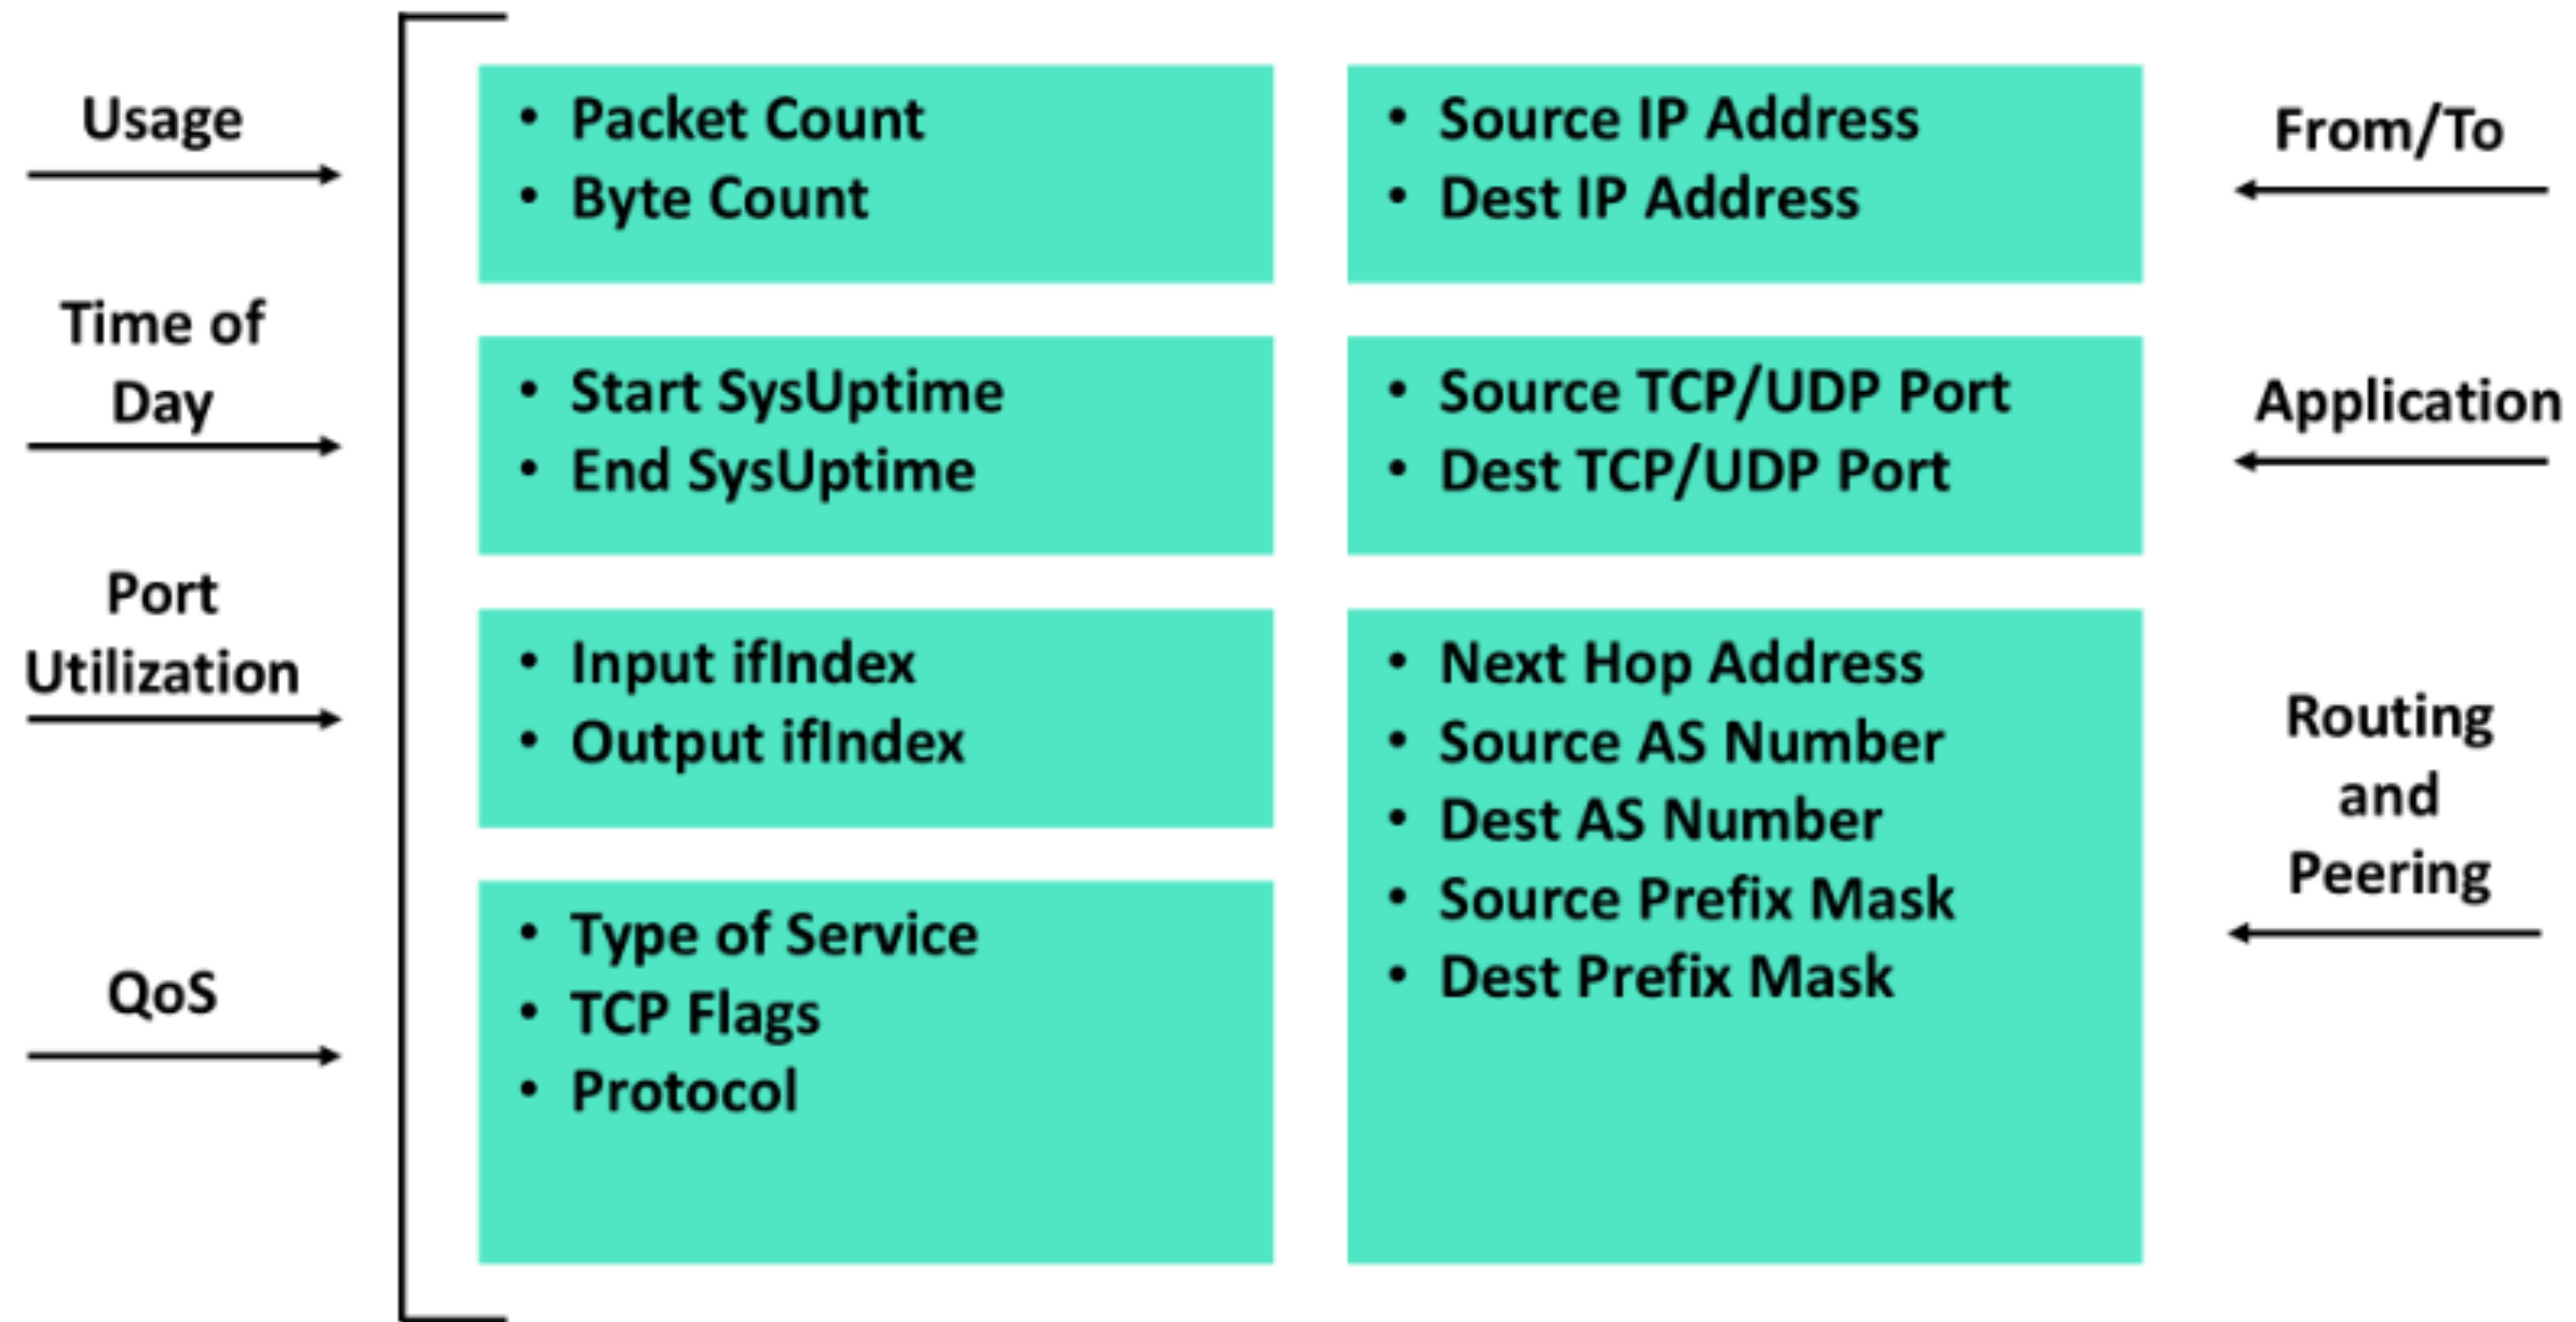 Usage
• Packet Count
• Byte Count
• Source IP Address
• Dest IP Address
From/To
Time of
Day
• Start SysUptime
• End SysUptime
• Source TCP/UDP Port
• Dest TCP/UDP Port
Application
Port
Utilization
• Input ifIndex
• Output ifIndex
• Next Hop Address
• Source AS Number
• Dest AS Number
• Source Prefix Mask
• Dest Prefix Mask
Routing
and
Peering
QoS
• Type of Service
• TCP Flags
• Protocol